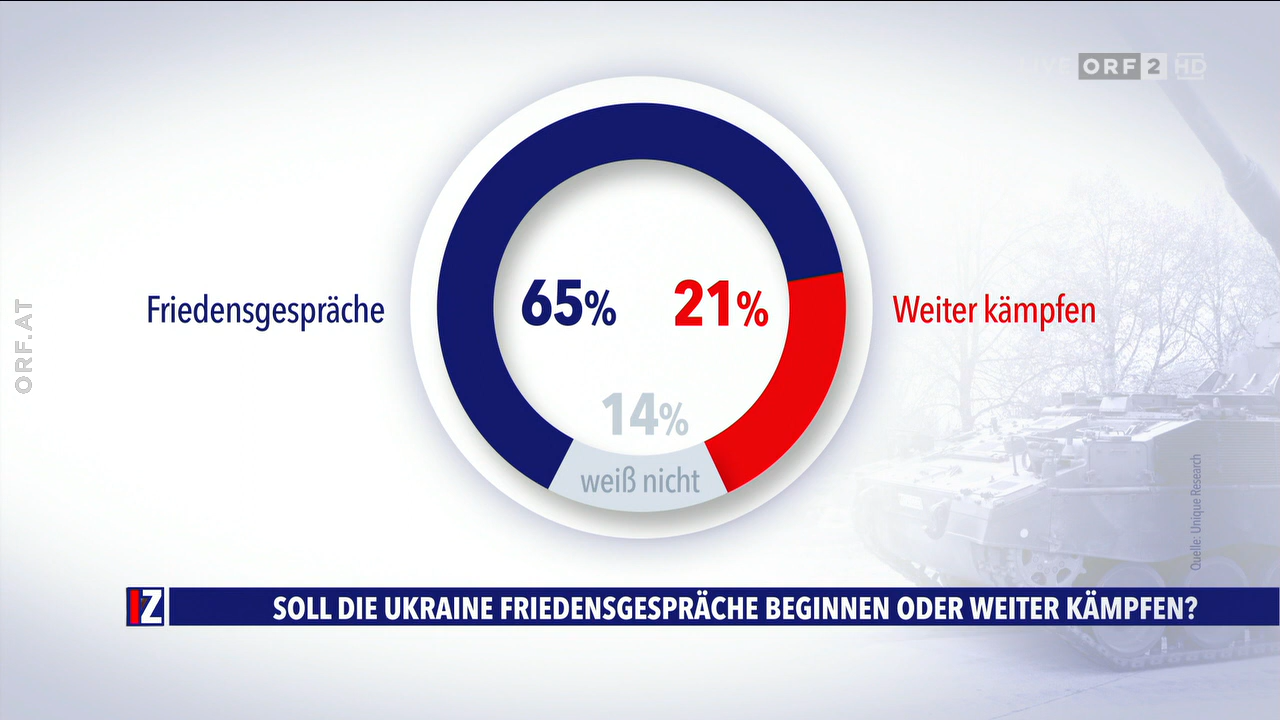 LIVE ORF 2 HD
65% 21%
Friedensgespräche
Weiter kämpfen
14%
weiß nicht
ORF.AT
Quelle: Unique Research
IZ
SOLL DIE UKRAINE FRIEDENSGESPRÄCHE BEGINNEN ODER WEITER KÄMPFEN?